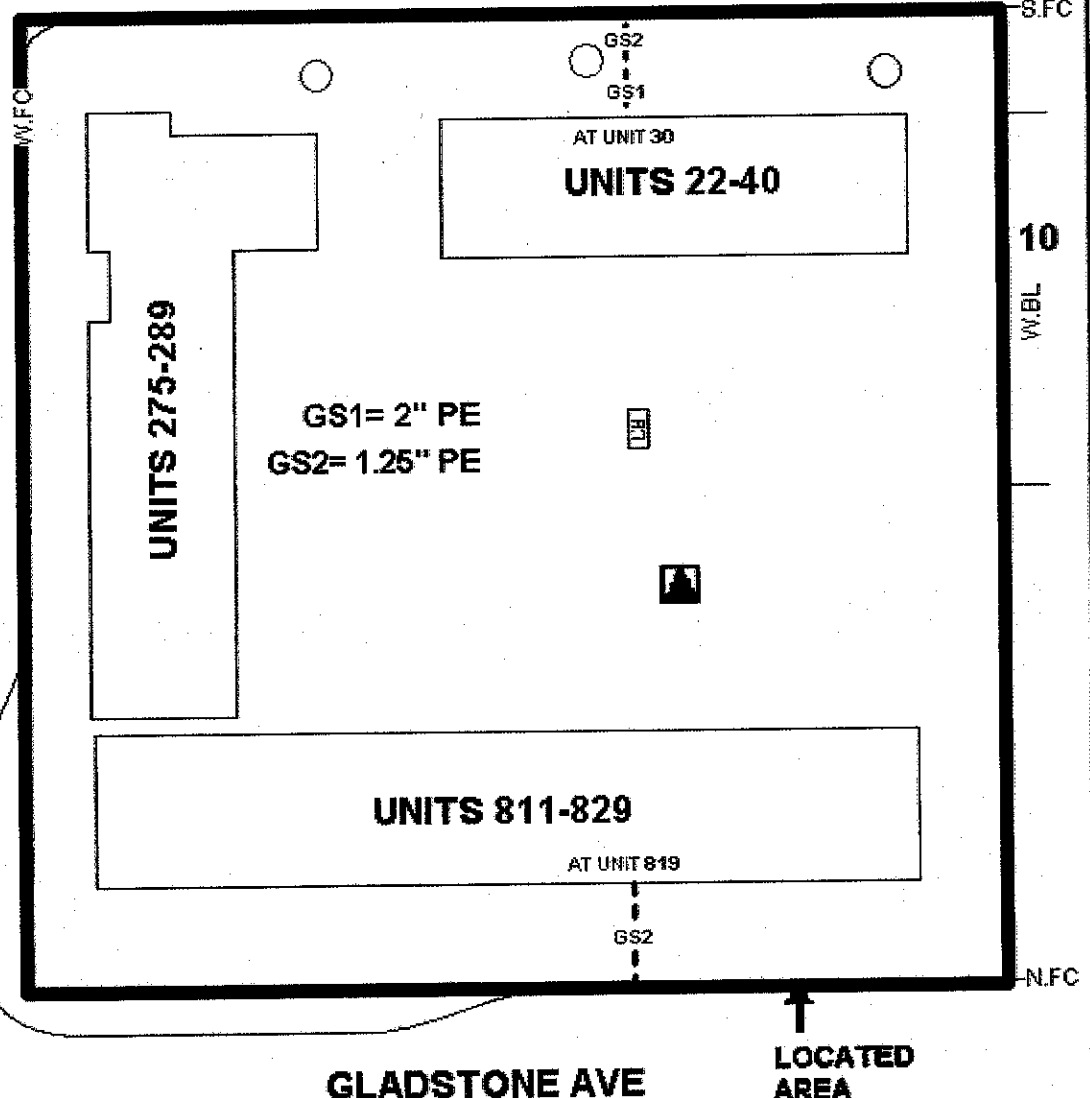 S.FC
W.FC
GS2
GS1
AT UNIT 30
UNITS 22-40
10
W.BL
UNITS 275-289
GS1= 2" PE
GS2= 1.25" PE
UNITS 811-829
AT UNIT 819
GS2
N.FC
GLADSTONE AVE
LOCATED
AREA